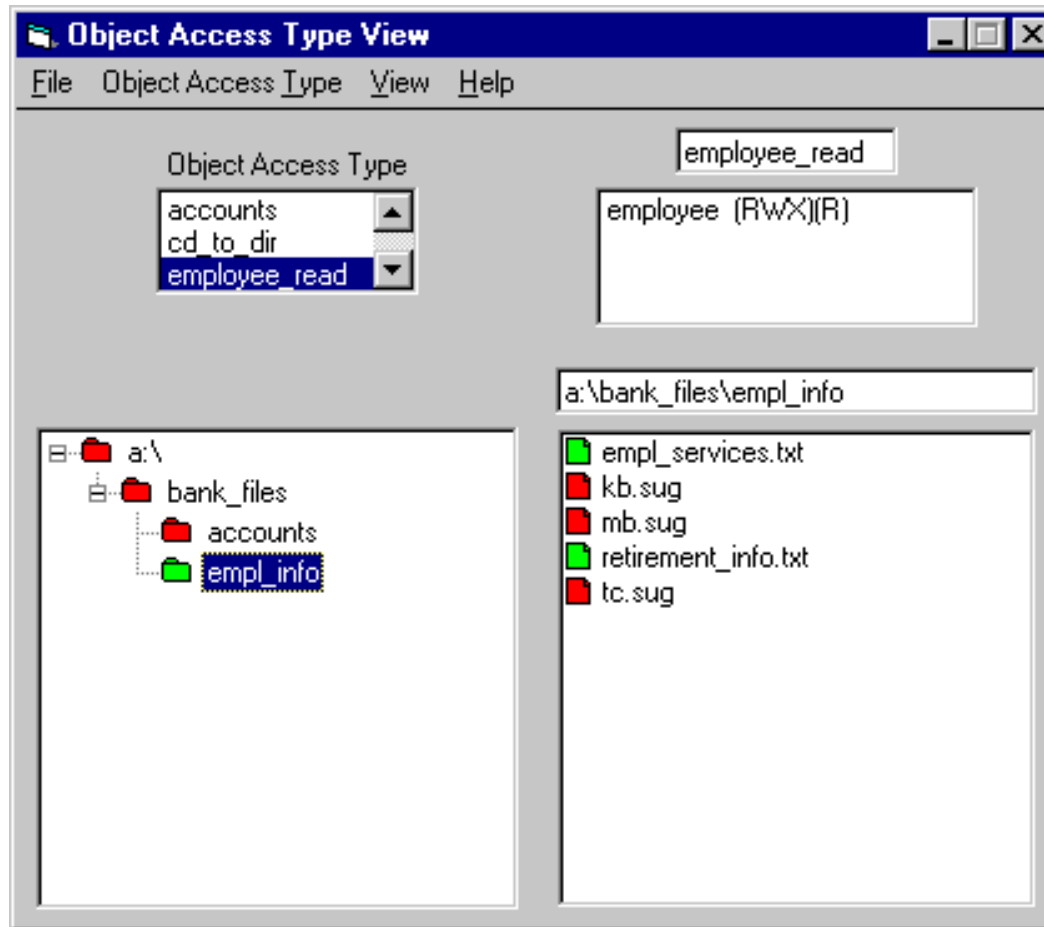 Object Access Type View
File Object Access Type View Help
Object Access Type
accounts
cd_to_dir
employee_read
employee_read
employee (RWX)(R)
a:\bank_files\empl_info
a:\
bank_files
accounts
empl_info
empl_services.txt
kb.sug
mb.sug
retirement_info.txt
tc.sug